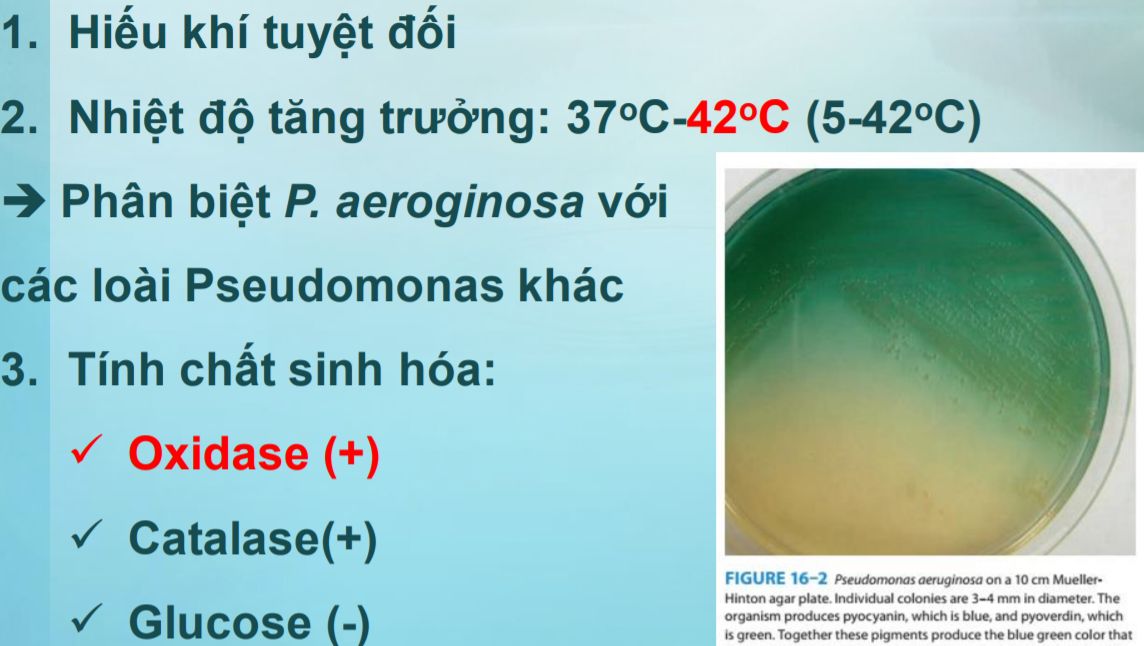 1. Hiếu khí tuyệt đối
2. Nhiệt độ tăng trưởng: 37ºC-42ºC (5-42ºC)
➔ Phân biệt P. aeroginosa với
các loài Pseudomonas khác
3. Tính chất sinh hóa:
✓ Oxidase (+)
✓ Catalase(+)
✓ Glucose (-)
FIGURE 16–2 Pseudomonas aeruginosa on a 10 cm Mueller-
Hinton agar plate. Individual colonies are 3–4 mm in diameter. The
organism produces pyocyanin, which is blue, and pyoverdin, which
is green. Together these pigments produce the blue green color that